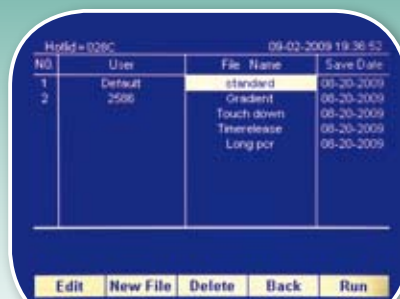 Hotlid=026C 09-02-2009 19:36:52
NO. User File Name Save Date
1 Default standard 08-20-2009
2 2586 Gradient 08-20-2009
Touch down 08-20-2009
Timerelease 08-20-2009
Long pcr 08-20-2009
Edit New File Delete Back Run